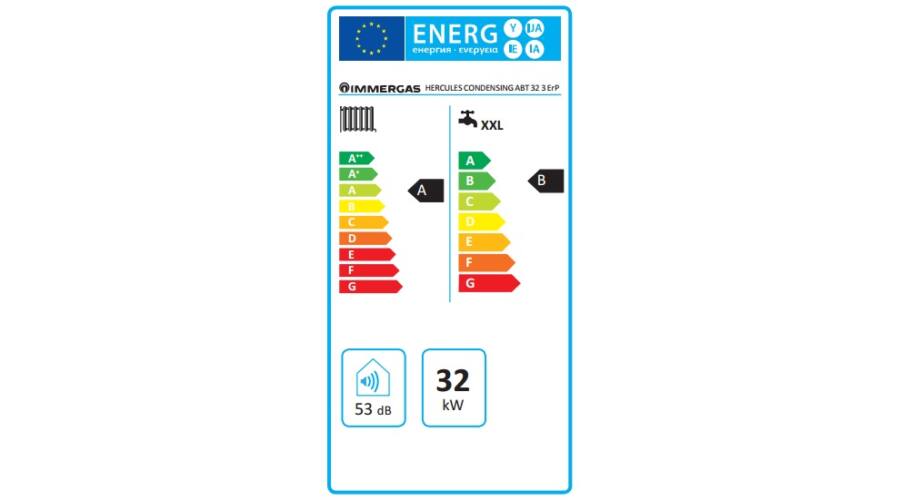 ENERG Y IJA
енергия · ενεργεια IE IA
IMMERGAS HERCULES CONDENSING ABT 32 3 ErP
XXL
A++
A+
A
B
C
D
E
F
G
A
A
B
C
D
E
F
G
B
53 dB
32
kW